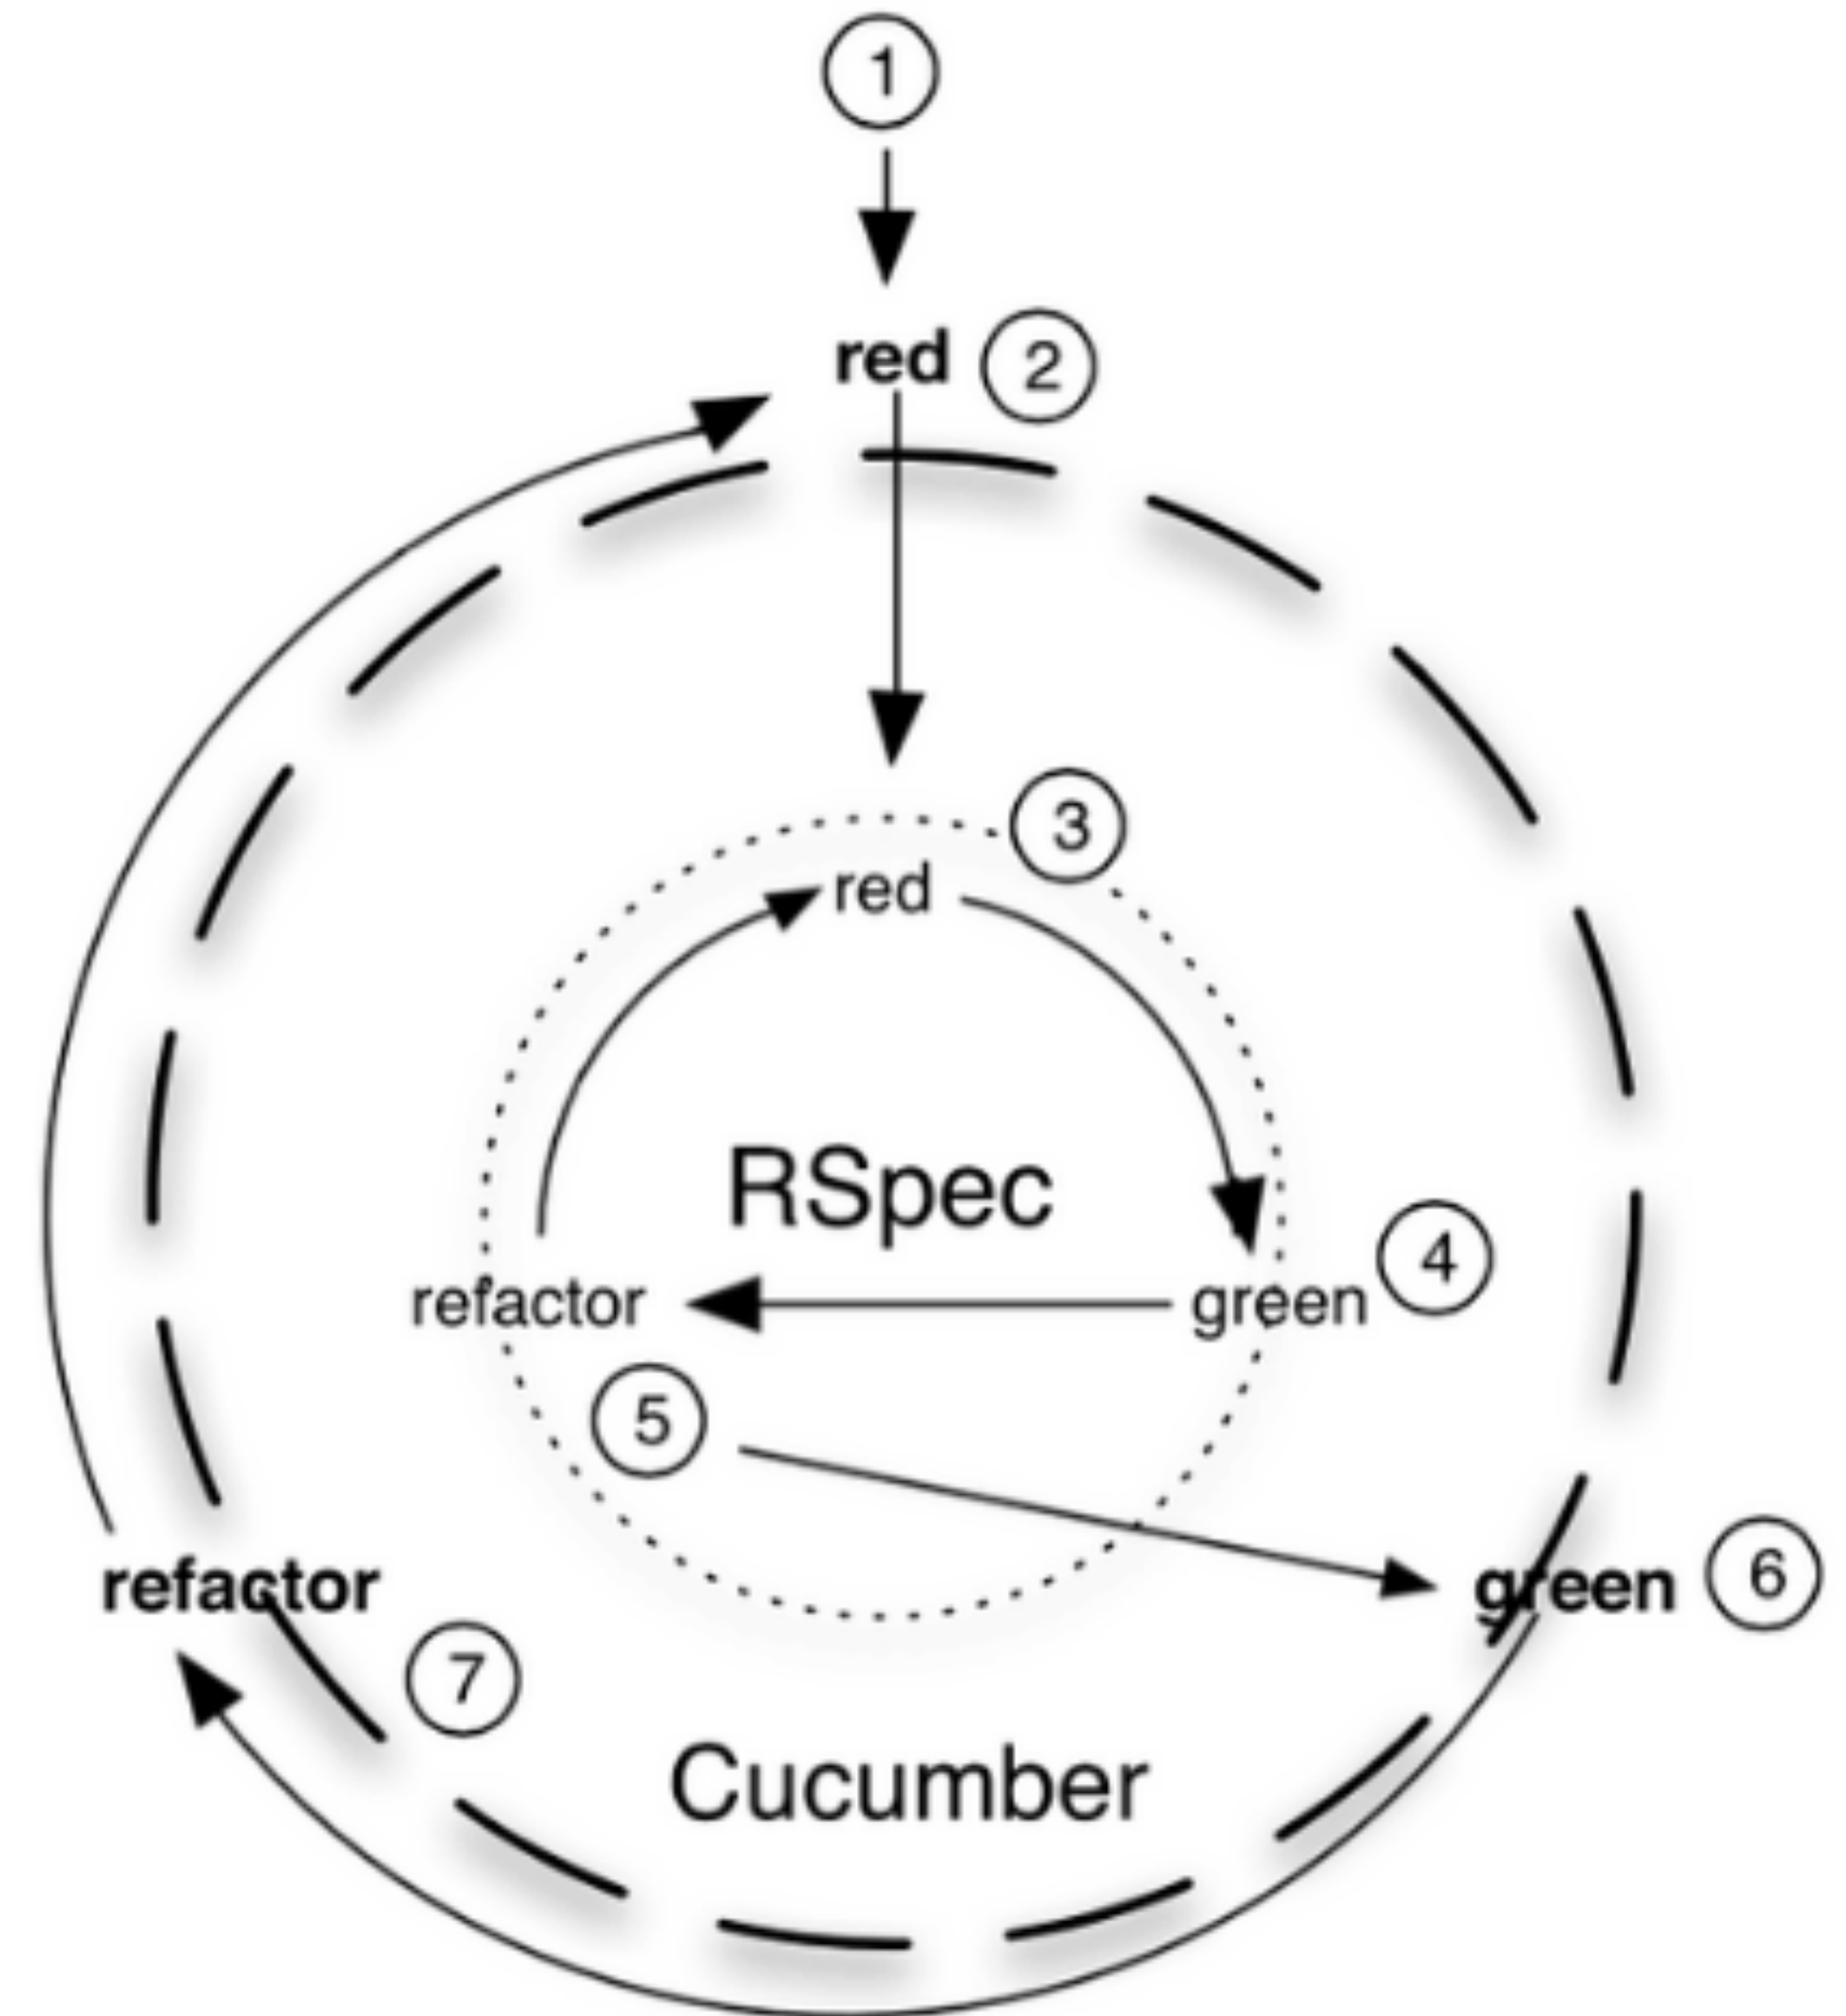 1
red 2
3
red
RSpec
4
refactor green
5
refactor green 6
7
Cucumber